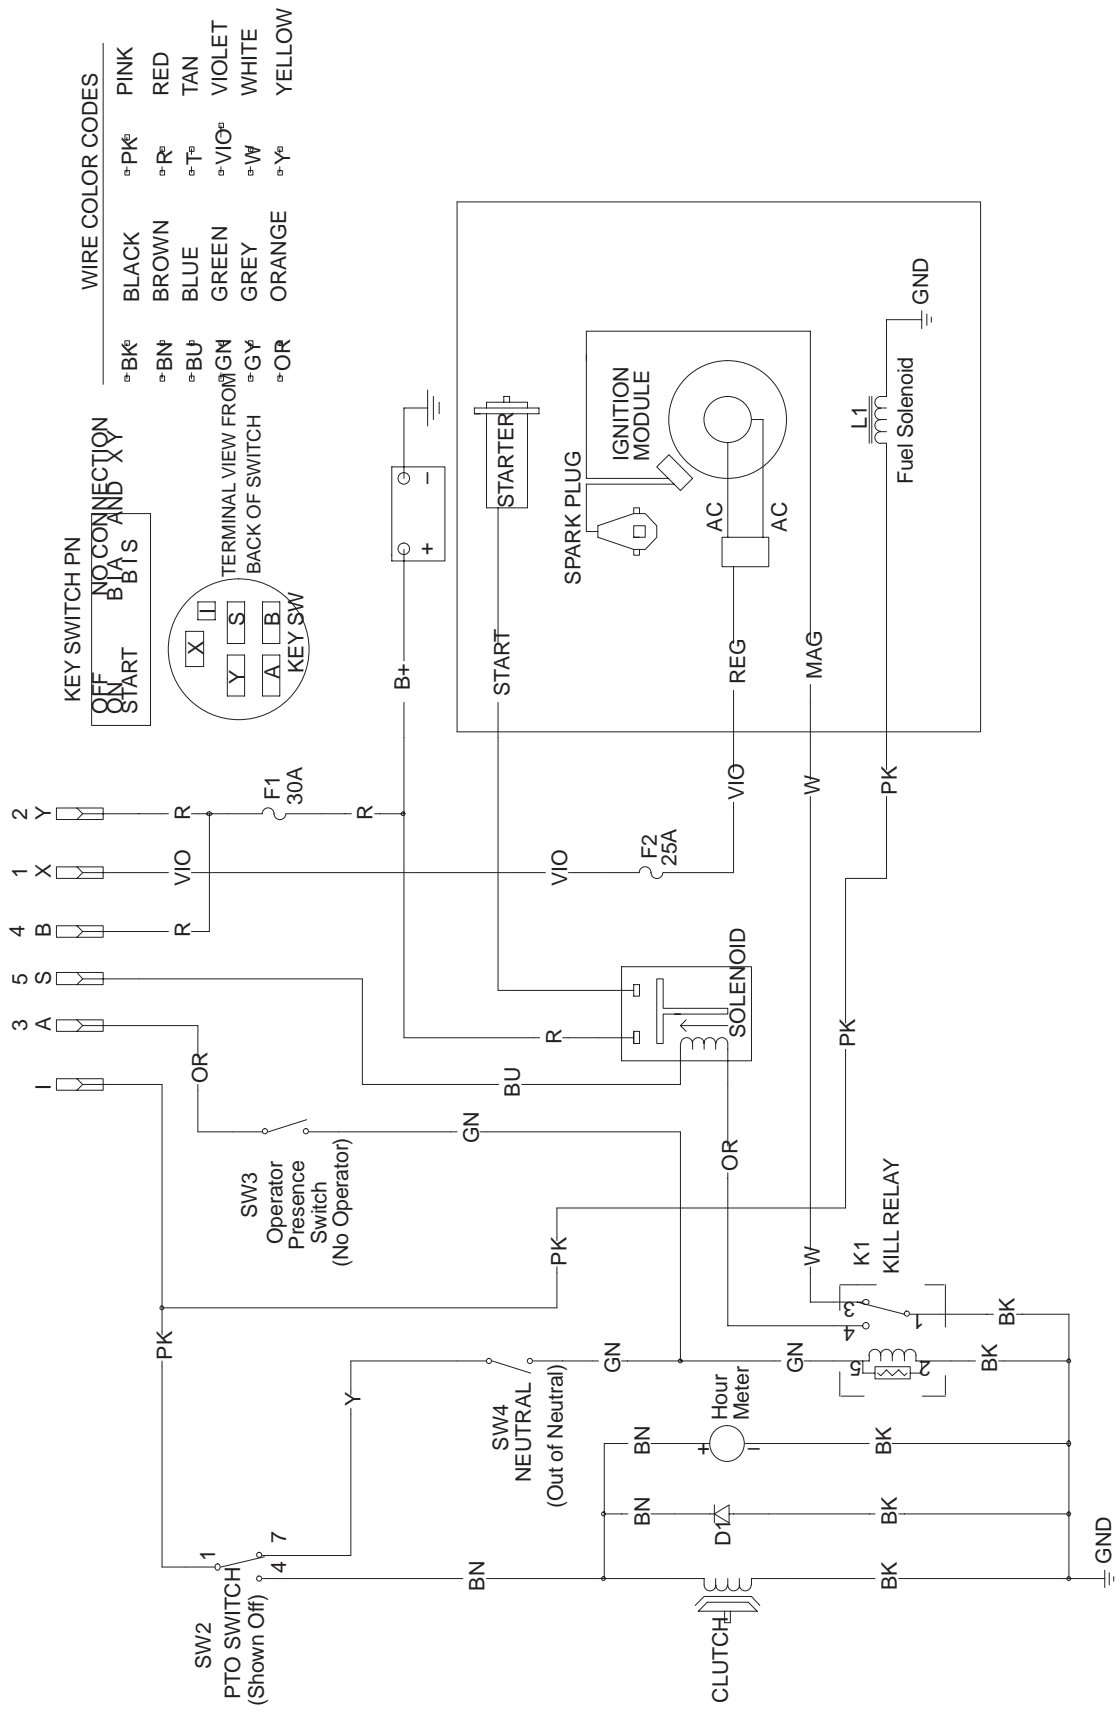 KEY SWITCH PN
OFF NO CONNECTION
ON B I A AND XY
START B I S
X
I
Y
S
A
B
KEY SW
TERMINAL VIEW FROM
BACK OF SWITCH
WIRE COLOR CODES
BK BLACK PK PINK
BN BROWN R RED
BU BLUE T TAN
GN GREEN VIO VIOLET
GY GREY W WHITE
OR ORANGE Y YELLOW
I
3 A
5 S
4 B
1 X
2 Y
PK
OR
R
VIO
R
F1
30A
R
B+
+
−
SW2
PTO SWITCH
(Shown Off)
1
4
7
SW3
Operator
Presence
Switch
(No Operator)
Y
BN
GN
BU
R
VIO
START
STARTER
SW4
NEUTRAL
(Out of Neutral)
GN
PK
F2
25A
SPARK PLUG
IGNITION
MODULE
BN
BN
SOLENOID
CLUTCH
D1
+
−
Hour
Meter
GN
OR
VIO
REG
AC
AC
W
W
MAG
K1
KILL RELAY
3
4
1
5
2
PK
PK
L1
Fuel Solenoid
GND
BK
BK
BK
BK
BK
GND